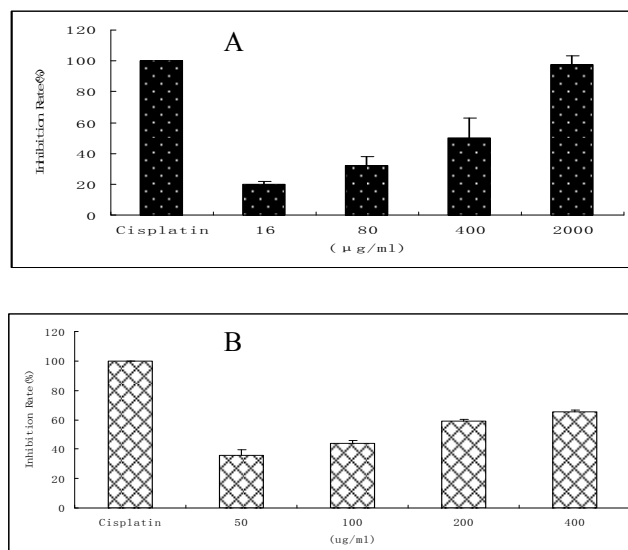 A
120
100
80
60
40
20
0
Inhibition Rate(%)
Cisplatin 16 80 400 2000
(μg/ml)
B
120
100
80
60
40
20
0
Inhibition Rate(%)
Cisplatin 50 100 200 400
(ug/ml)